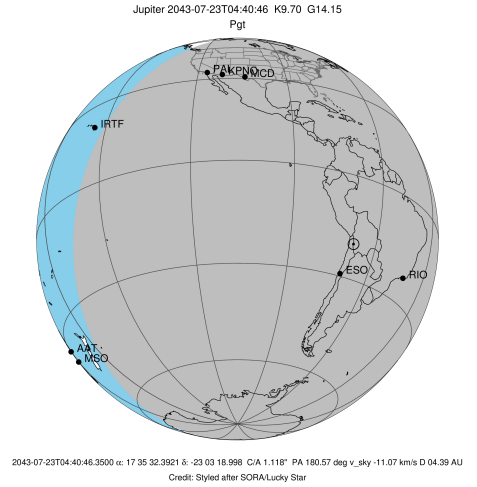 Jupiter 2043-07-23T04:40:46 K9.70 G14.15
Pgt
PAL KPNO MCD
IRTF
ESO
RIO
AAT
MSO
2043-07-23T04:40:46.3500 α: 17 35 32.3921 δ: -23 03 18.998 C/A 1.118" PA 180.57 deg v_sky -11.07 km/s D 04.39 AU
Credit: Styled after SORA/Lucky Star